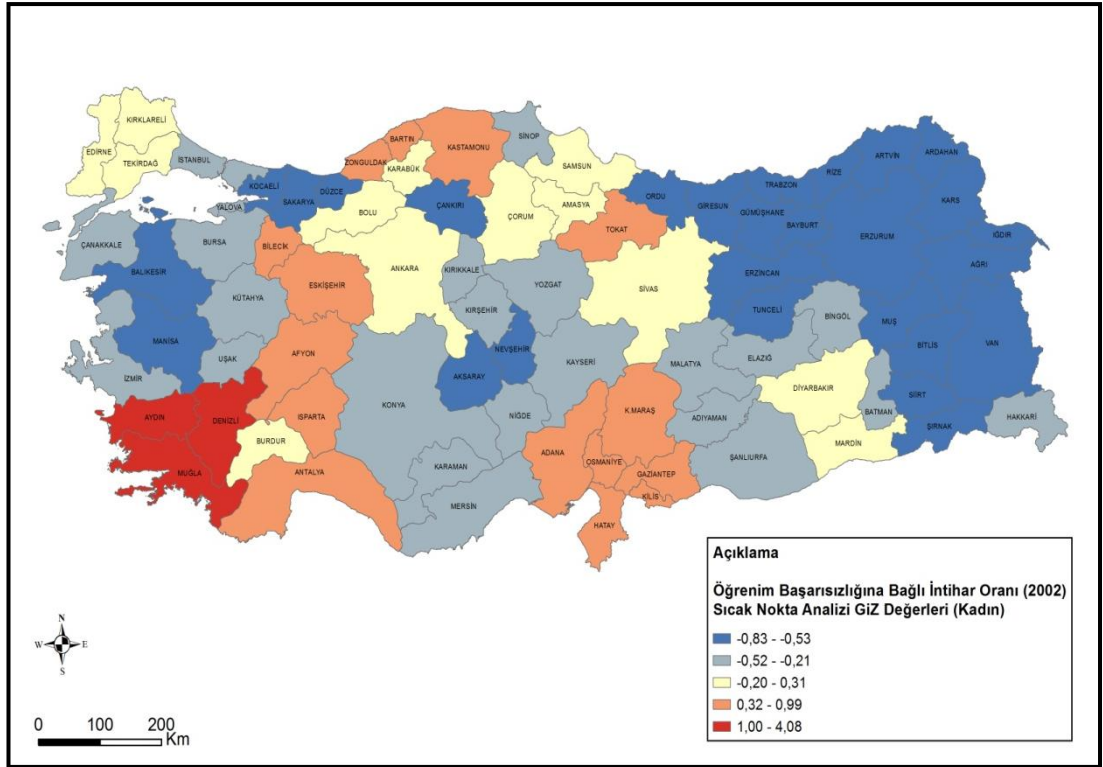 KIRKLARELİ
EDİRNE
TEKİRDAĞ
İSTANBUL
KOCAELİ
YALOVA
SAKARYA
DÜZCE
ZONGULDAK
BARTIN
KARABÜK
KASTAMONU
SİNOP
SAMSUN
BOLU
ÇANKIRI
ÇORUM
AMASYA
TOKAT
ORDU
GİRESUN
TRABZON
RİZE
ARTVİN
ARDAHAN
GÜMÜŞHANE
BAYBURT
KARS
IĞDIR
ERZURUM
AĞRI
ERZİNCAN
TUNCELİ
ÇANAKKALE
BALIKESİR
BURSA
BİLECİK
ESKİŞEHİR
ANKARA
KIRIKKALE
KIRŞEHİR
YOZGAT
SİVAS
KÜTAHYA
MANİSA
UŞAK
İZMİR
AFYON
KONYA
AKSARAY
NEVŞEHİR
KAYSERİ
NİĞDE
MALATYA
ELAZIĞ
BİNGÖL
MUŞ
BİTLİS
VAN
DİYARBAKIR
BATMAN
SİİRT
ŞIRNAK
HAKKARİ
MARDİN
AYDIN
DENİZLİ
MUĞLA
BURDUR
ISPARTA
ANTALYA
KARAMAN
MERSİN
ADANA
K.MARAŞ
OSMANİYE
GAZİANTEP
KİLİS
HATAY
ADIYAMAN
ŞANLIURFA
N
W
E
S
0 100 200
Km
Açıklama
Öğrenim Başarısızlığına Bağlı İntihar Oranı (2002)
Sıcak Nokta Analizi GiZ Değerleri (Kadın)
-0,83 - -0,53
-0,52 - -0,21
-0,20 - 0,31
0,32 - 0,99
1,00 - 4,08